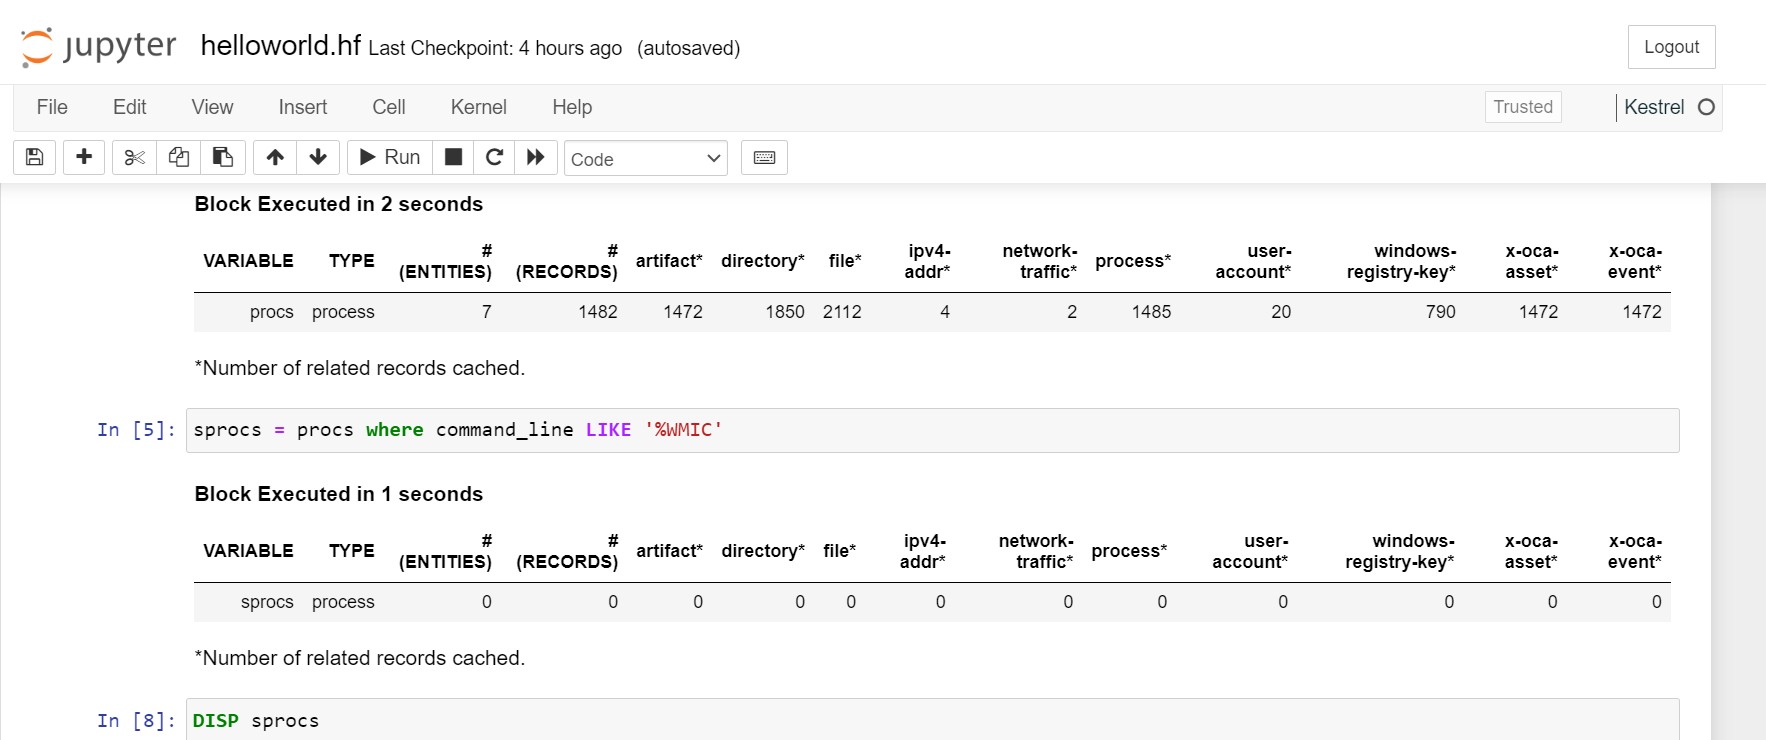 jupyter helloworld.hf Last Checkpoint: 4 hours ago (autosaved) Logout
File Edit View Insert Cell Kernel Help Trusted Kestrel
Run Code
Block Executed in 2 seconds
VARIABLE TYPE # (ENTITIES) # (RECORDS) artifact* directory* file* ipv4-addr* network-traffic* process* user-account* windows-registry-key* x-oca-asset* x-oca-event*
procs process 7 1482 1472 1850 2112 4 2 1485 20 790 1472 1472
*Number of related records cached.
In [5]: sprocs = procs where command_line LIKE '%WMIC'
Block Executed in 1 seconds
VARIABLE TYPE # (ENTITIES) # (RECORDS) artifact* directory* file* ipv4-addr* network-traffic* process* user-account* windows-registry-key* x-oca-asset* x-oca-event*
sprocs process 0 0 0 0 0 0 0 0 0 0 0 0
*Number of related records cached.
In [8]: DISP sprocs